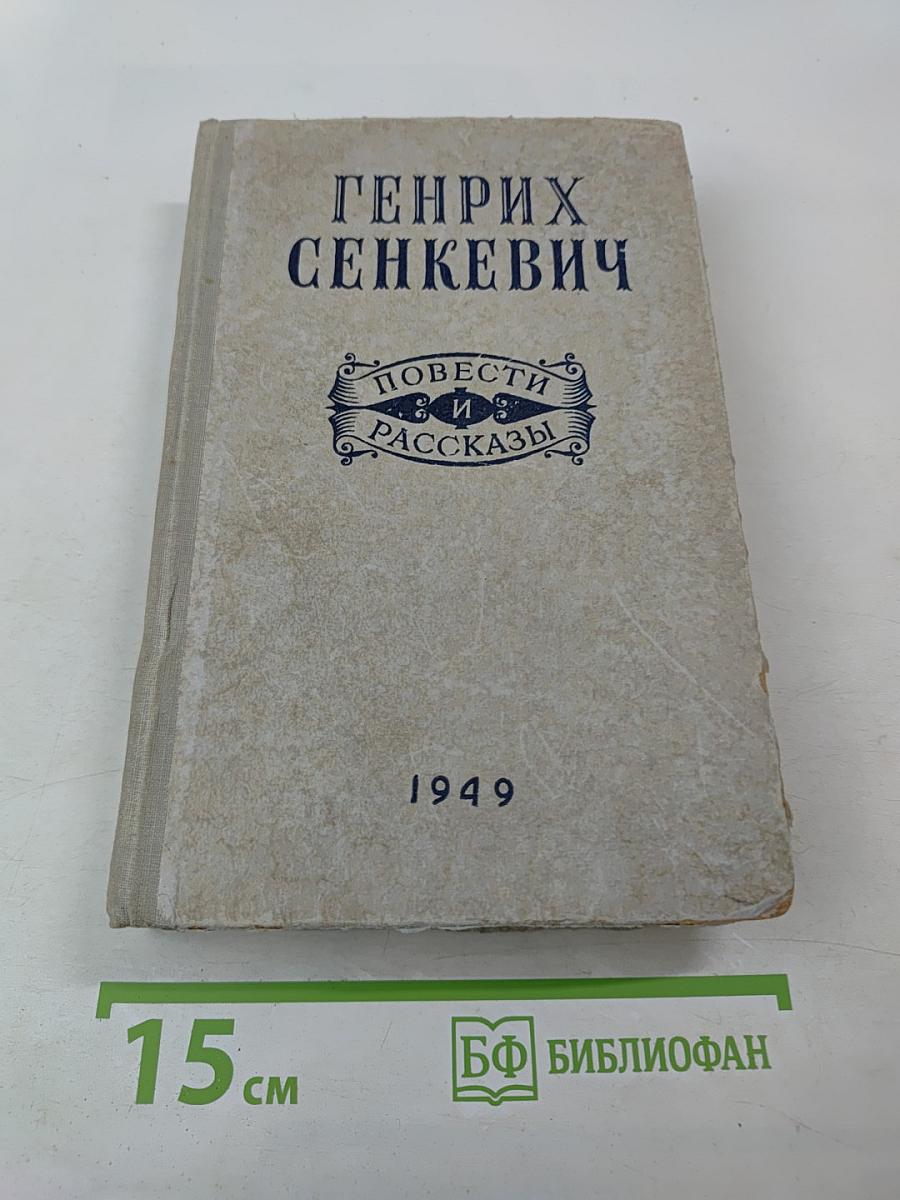 ГЕНРИХ
СЕНКЕВИЧ
ПОВЕСТИ
И
РАССКАЗЫ
1949
15 см
БФ БИБЛИОФАН